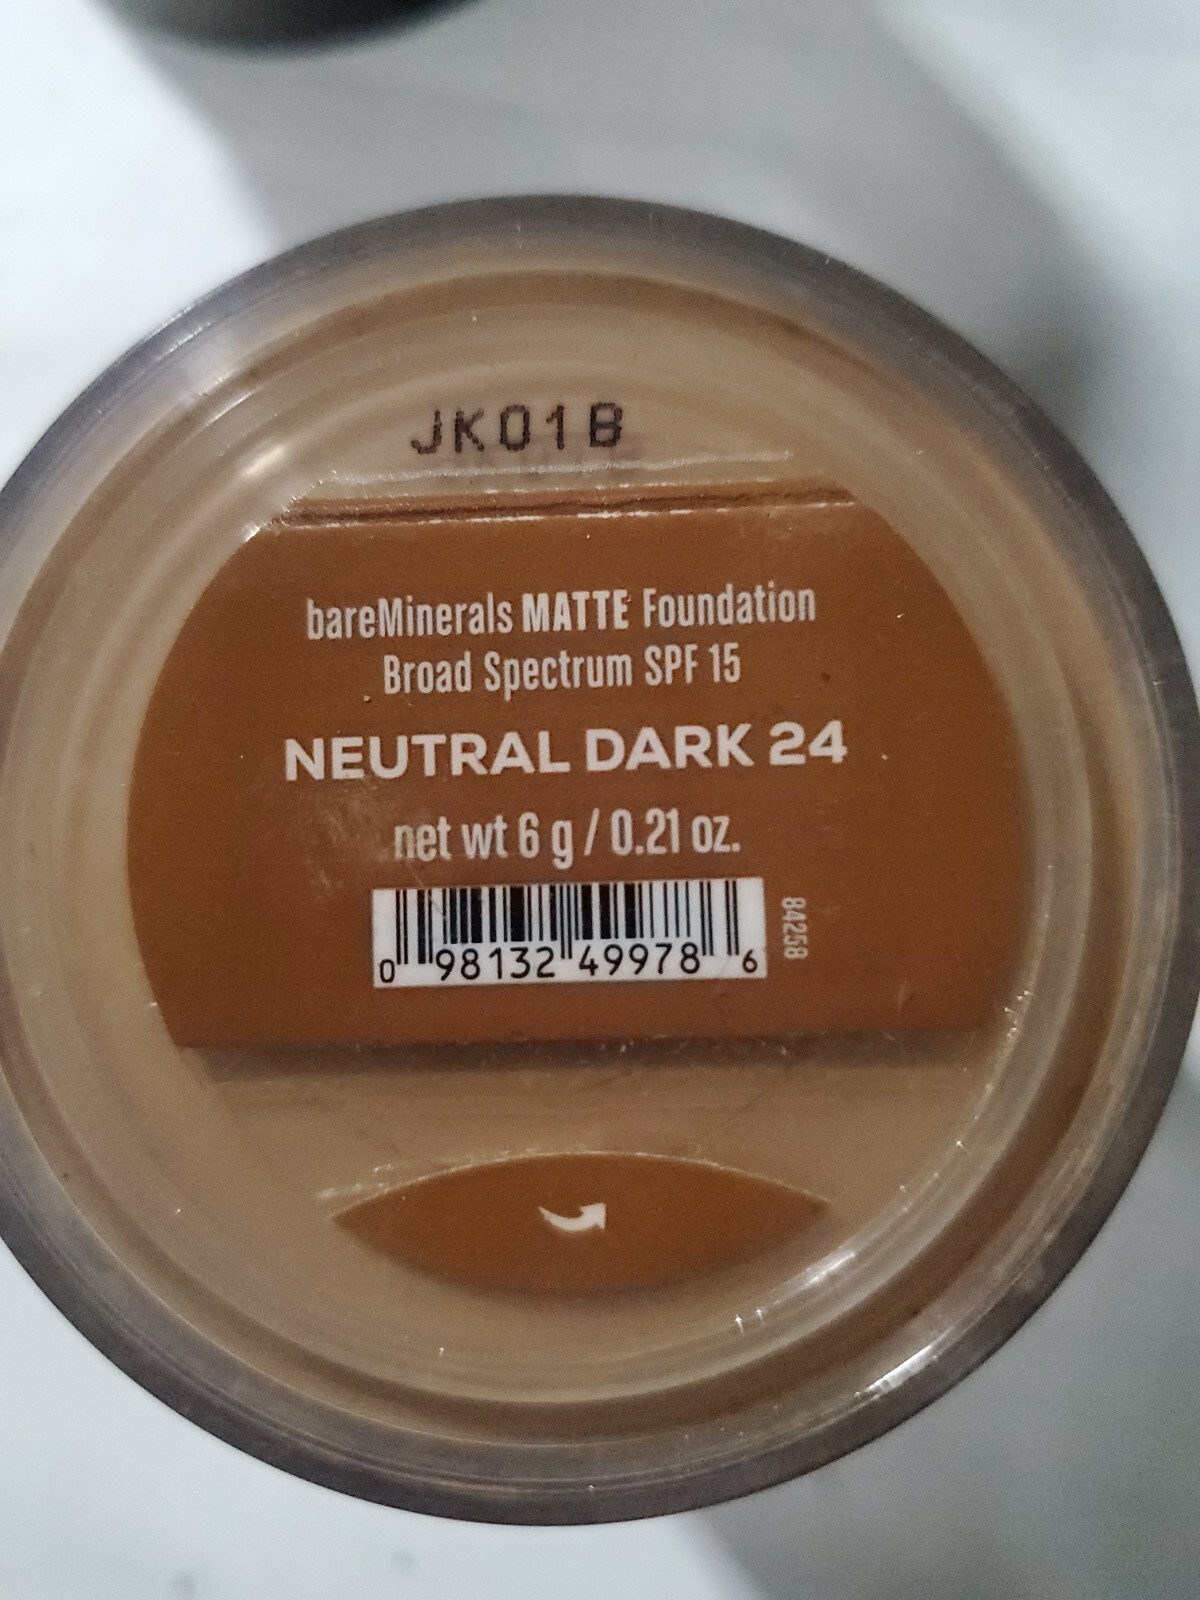 JK01B
bareMinerals MATTE Foundation
Broad Spectrum SPF 15
NEUTRAL DARK 24
net wt 6 g / 0.21 oz.
0 98132 49978 6
84258